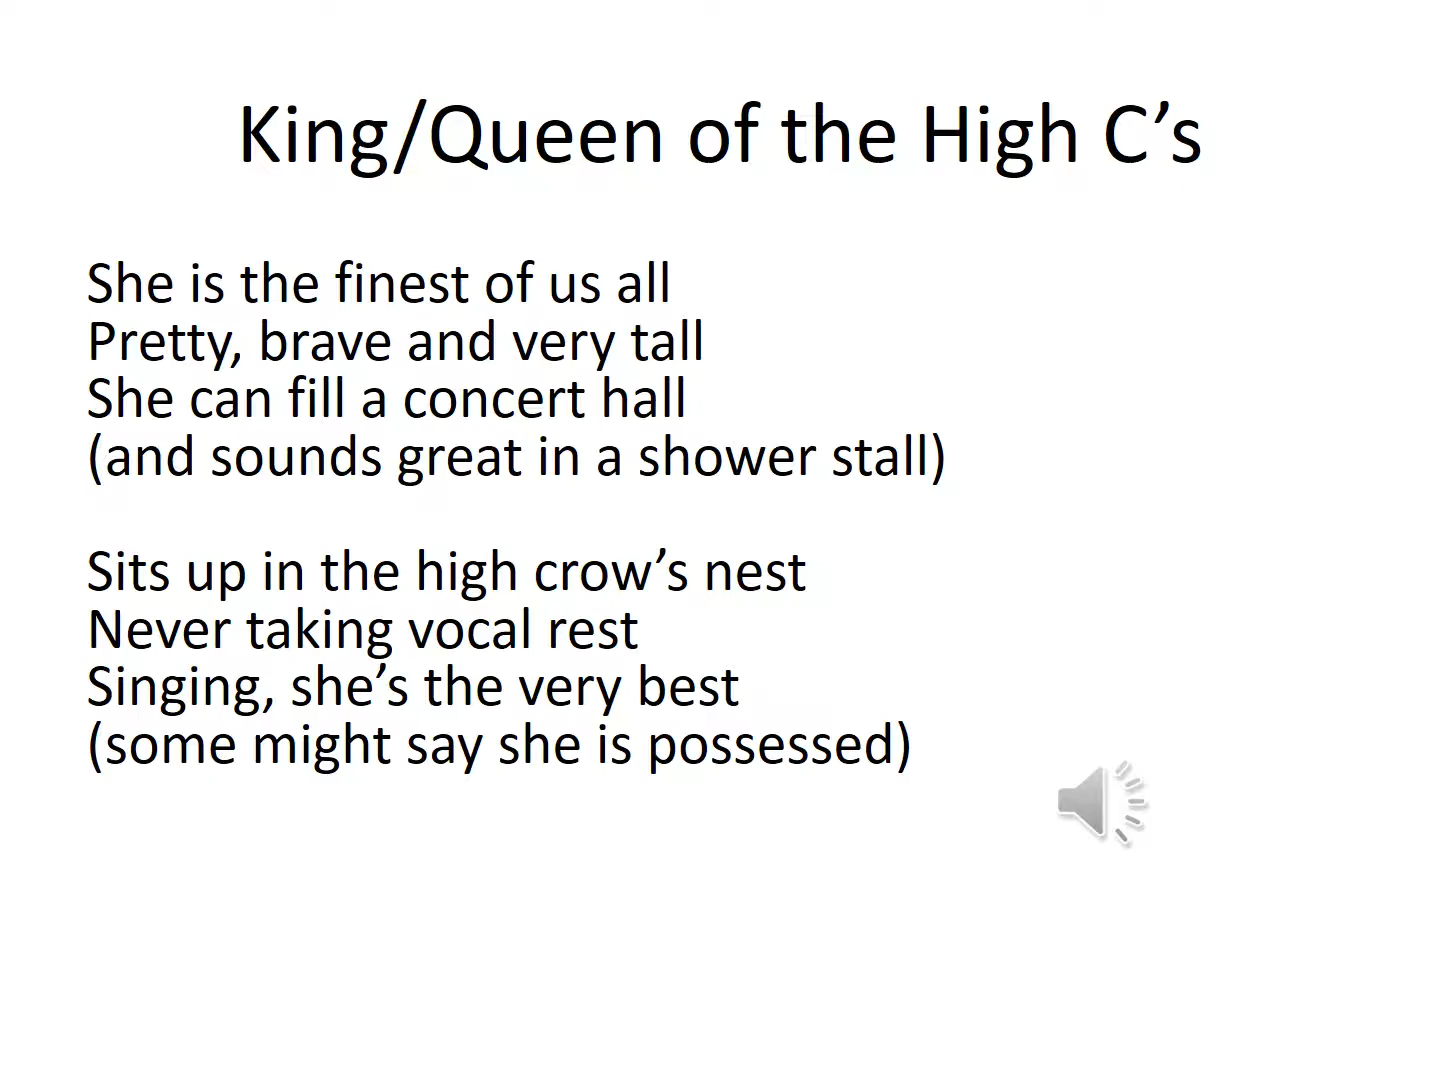 King/Queen of the High C’s
She is the finest of us all
Pretty, brave and very tall
She can fill a concert hall
(and sounds great in a shower stall)
Sits up in the high crow’s nest
Never taking vocal rest
Singing, she’s the very best
(some might say she is possessed)